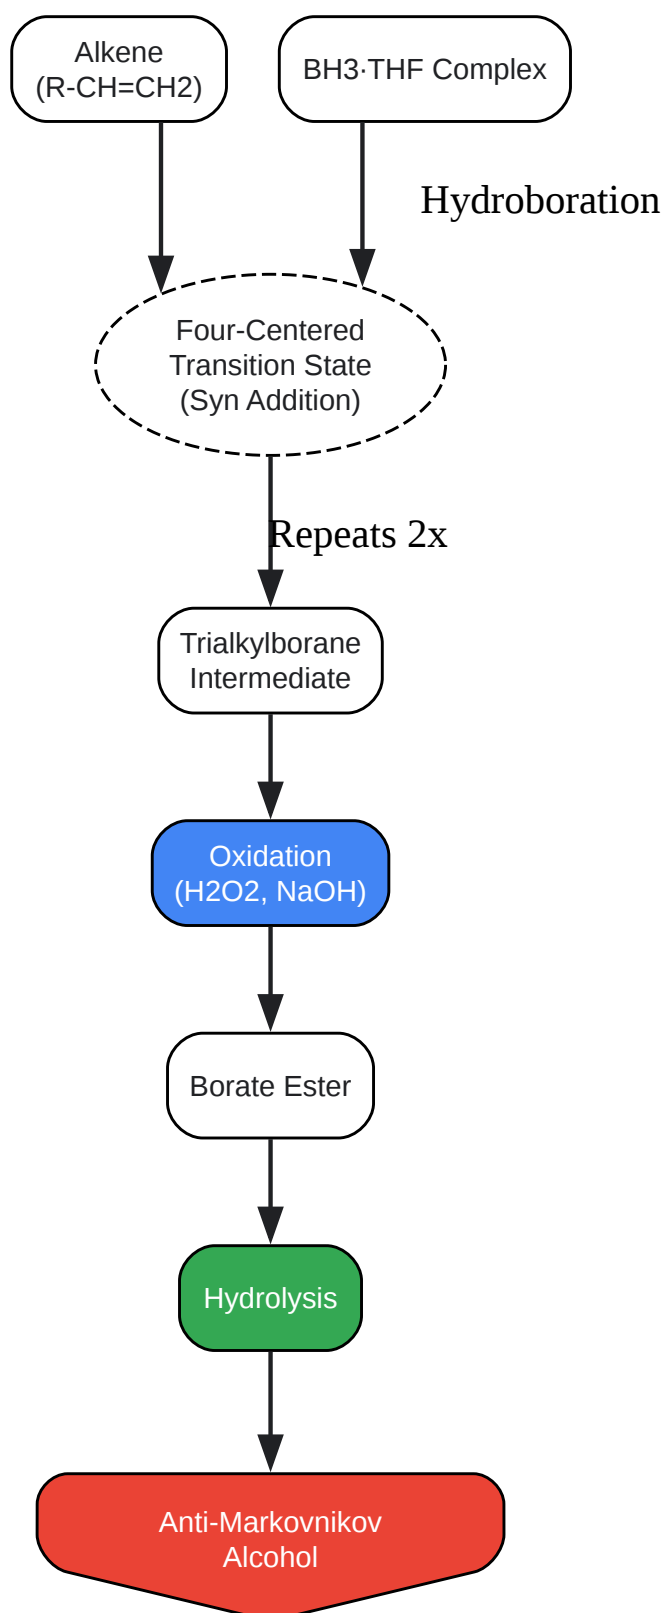 Alkene
(R-CH=CH2)
BH3·THF Complex
Hydroboration
Four-Centered
Transition State
(Syn Addition)
Repeats 2x
Trialkylborane
Intermediate
Oxidation
(H2O2, NaOH)
Borate Ester
Hydrolysis
Anti-Markovnikov
Alcohol